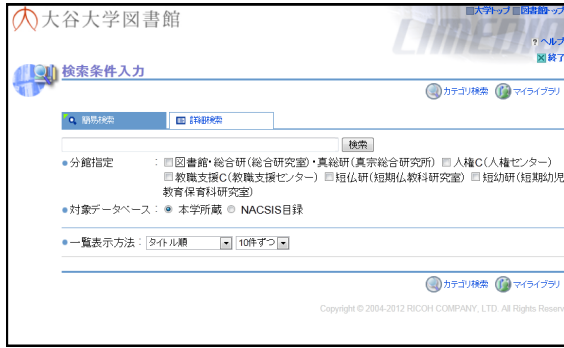 大谷大学図書館
大学トップ 図書館トップ
LIMEDIO
? ヘルプ
終了
検索条件入力
カテゴリ検索 マイライブラリ
簡易検索 詳細検索
検索
分館指定 : 図書館・総合研(総合研究室)・真総研(真宗総合研究所) 人権C(人権センター)
教職支援C(教職支援センター) 短仏研(短期仏教科研究室) 短幼研(短期幼児
教育保育科研究室)
対象データベース : 本学所蔵 NACSIS目録
一覧表示方法 : タイトル順 10件ずつ
カテゴリ検索 マイライブラリ
Copyright © 2004-2012 RICOH COMPANY, LTD. All Rights Reserv